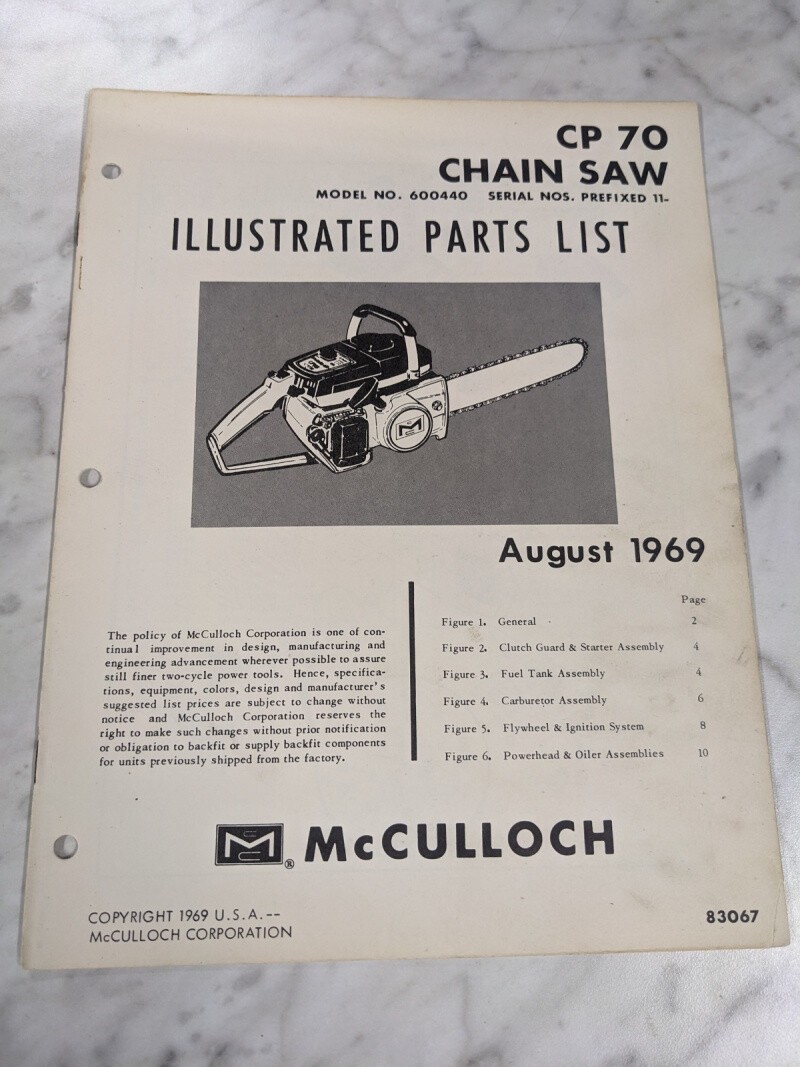 CP 70
CHAIN SAW
MODEL NO. 600440 SERIAL NOS. PREFIXED 11-
ILLUSTRATED PARTS LIST
August 1969
The policy of McCulloch Corporation is one of con-
tinual improvement in design, manufacturing and
engineering advancement wherever possible to assure
still finer two-cycle power tools. Hence, specifica-
tions, equipment, colors, design and manufacturer's
suggested list prices are subject to change without
notice and McCulloch Corporation reserves the
right to make such changes without prior notification
or obligation to backfit or supply backfit components
for units previously shipped from the factory.
Page
Figure 1. General 2
Figure 2. Clutch Guard & Starter Assembly 4
Figure 3. Fuel Tank Assembly 4
Figure 4. Carburetor Assembly 6
Figure 5. Flywheel & Ignition System 8
Figure 6. Powerhead & Oiler Assemblies 10
® McCULLOCH
COPYRIGHT 1969 U.S.A.--
McCULLOCH CORPORATION
83067